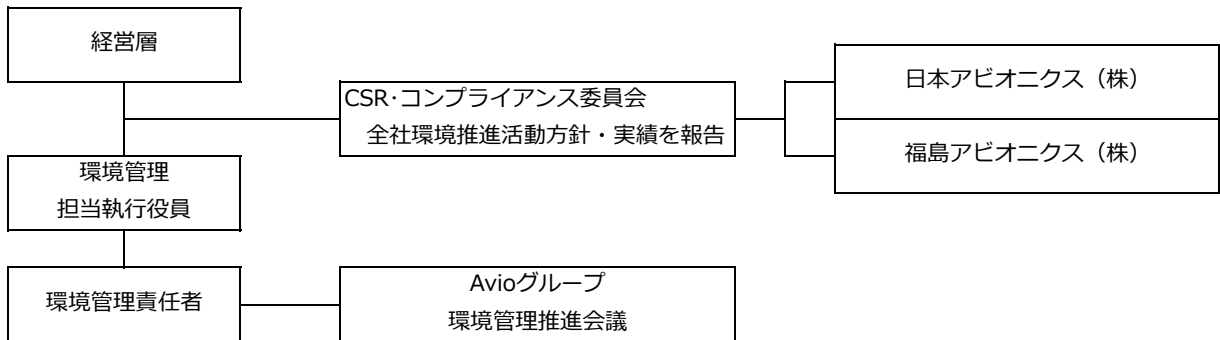 経営層
CSR･コンプライアンス委員会
全社環境推進活動方針・実績を報告
日本アビオニクス（株）
福島アビオニクス（株）
環境管理
担当執行役員
環境管理責任者
Avioグループ
環境管理推進会議